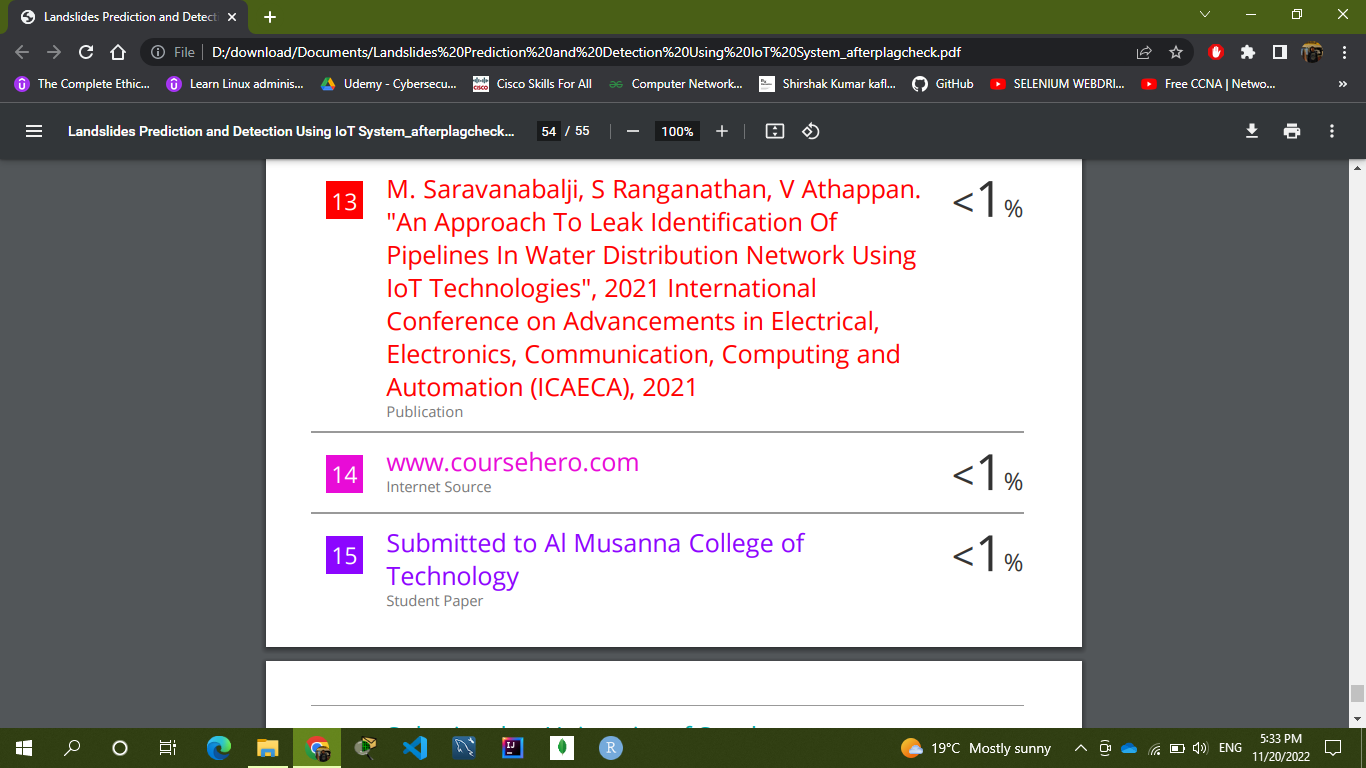 Landslides Prediction and Detecti
File
D:/download/Documents/Landslides%20Prediction%20and%20Detection%20Using%20IoT%20System_afterplagcheck.pdf
The Complete Ethic...
Learn Linux adminis...
Udemy - Cybersecu...
Cisco Skills For All
Computer Network...
Shirshak Kumar kafl...
GitHub
SELENIUM WEBDRI...
Free CCNA | Netwo...
»
Landslides Prediction and Detection Using IoT System_afterplagcheck...
54 / 55
100%
13
M. Saravanabalji, S Ranganathan, V Athappan.
"An Approach To Leak Identification Of
Pipelines In Water Distribution Network Using
IoT Technologies", 2021 International
Conference on Advancements in Electrical,
Electronics, Communication, Computing and
Automation (ICAECA), 2021
Publication
<1%
14
www.coursehero.com
Internet Source
<1%
15
Submitted to Al Musanna College of
Technology
Student Paper
<1%
19°C Mostly sunny
ENG
5:33 PM
11/20/2022